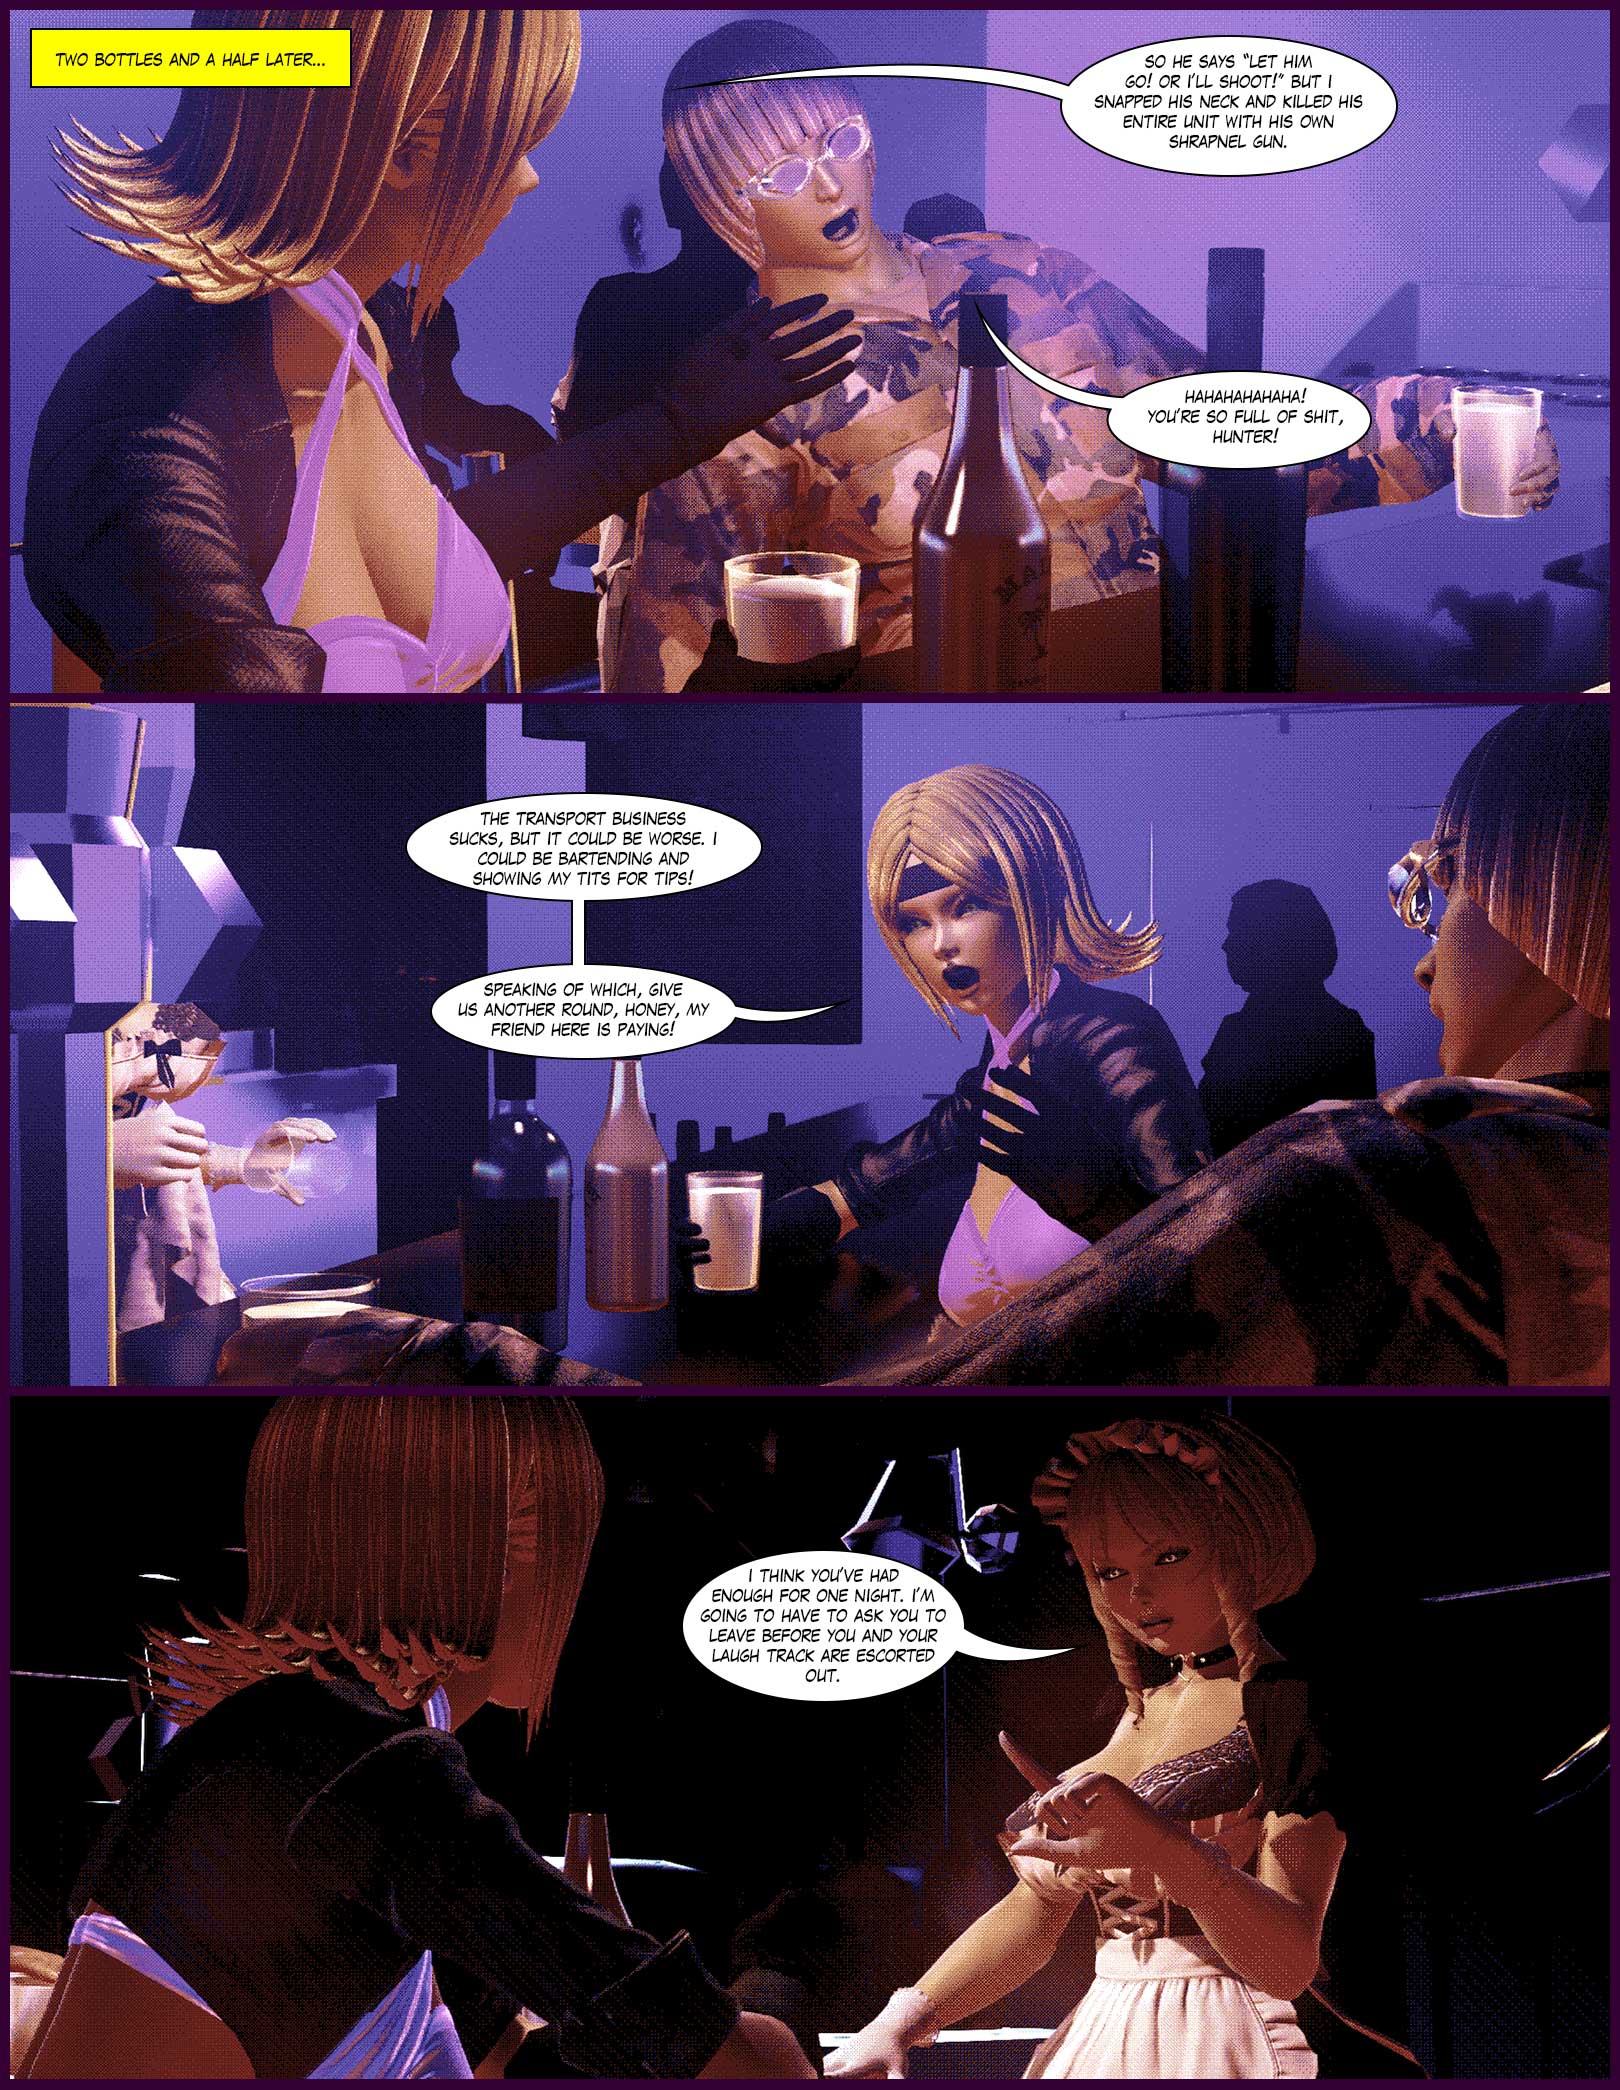 TWO BOTTLES AND A HALF LATER...
SO HE SAYS "LET HIM
GO! OR I'LL SHOOT!" BUT I
SNAPPED HIS NECK AND KILLED HIS
ENTIRE UNIT WITH HIS OWN
SHRAPNEL GUN.
HAHAHAHAHAHA!
YOU'RE SO FULL OF SHIT,
HUNTER!
THE TRANSPORT BUSINESS
SUCKS, BUT IT COULD BE WORSE. I
COULD BE BARTENDING AND
SHOWING MY TITS FOR TIPS!
SPEAKING OF WHICH, GIVE
US ANOTHER ROUND, HONEY, MY
FRIEND HERE IS PAYING!
I THINK YOU'VE HAD
ENOUGH FOR ONE NIGHT. I'M
GOING TO HAVE TO ASK YOU TO
LEAVE BEFORE YOU AND YOUR
LAUGH TRACK ARE ESCORTED
OUT.